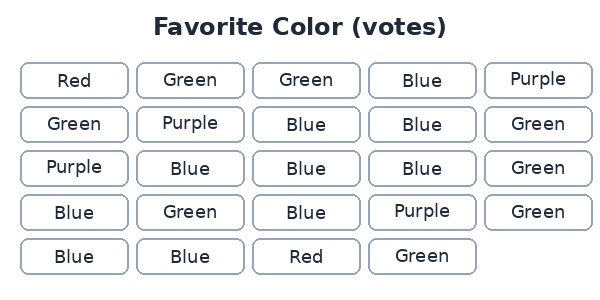 Favorite Color (votes)
Red Green Green Blue Purple
Green Purple Blue Blue Green
Purple Blue Blue Blue Green
Blue Green Blue Purple Green
Blue Blue Red Green